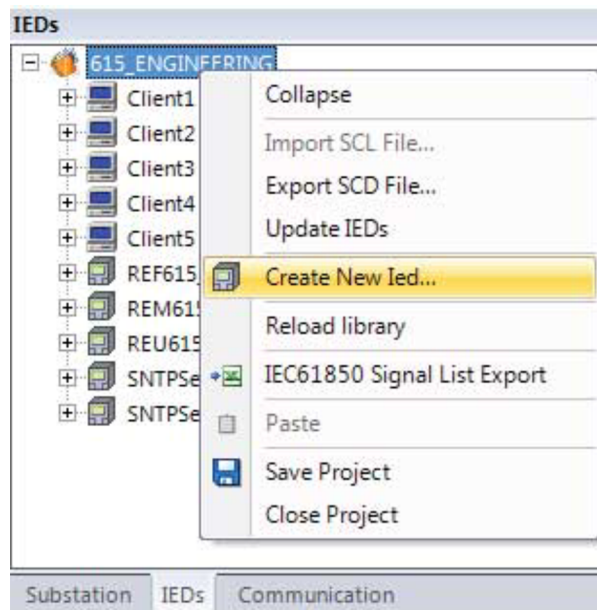 IEDs
615_ENGINEERING
Client1
Client2
Client3
Client4
Client5
REF615
REM615
REU615
SNTPSe
SNTPSe
Collapse
Import SCL File...
Export SCD File...
Update IEDs
Create New Ied...
Reload library
IEC61850 Signal List Export
Paste
Save Project
Close Project
Substation
IEDs
Communication